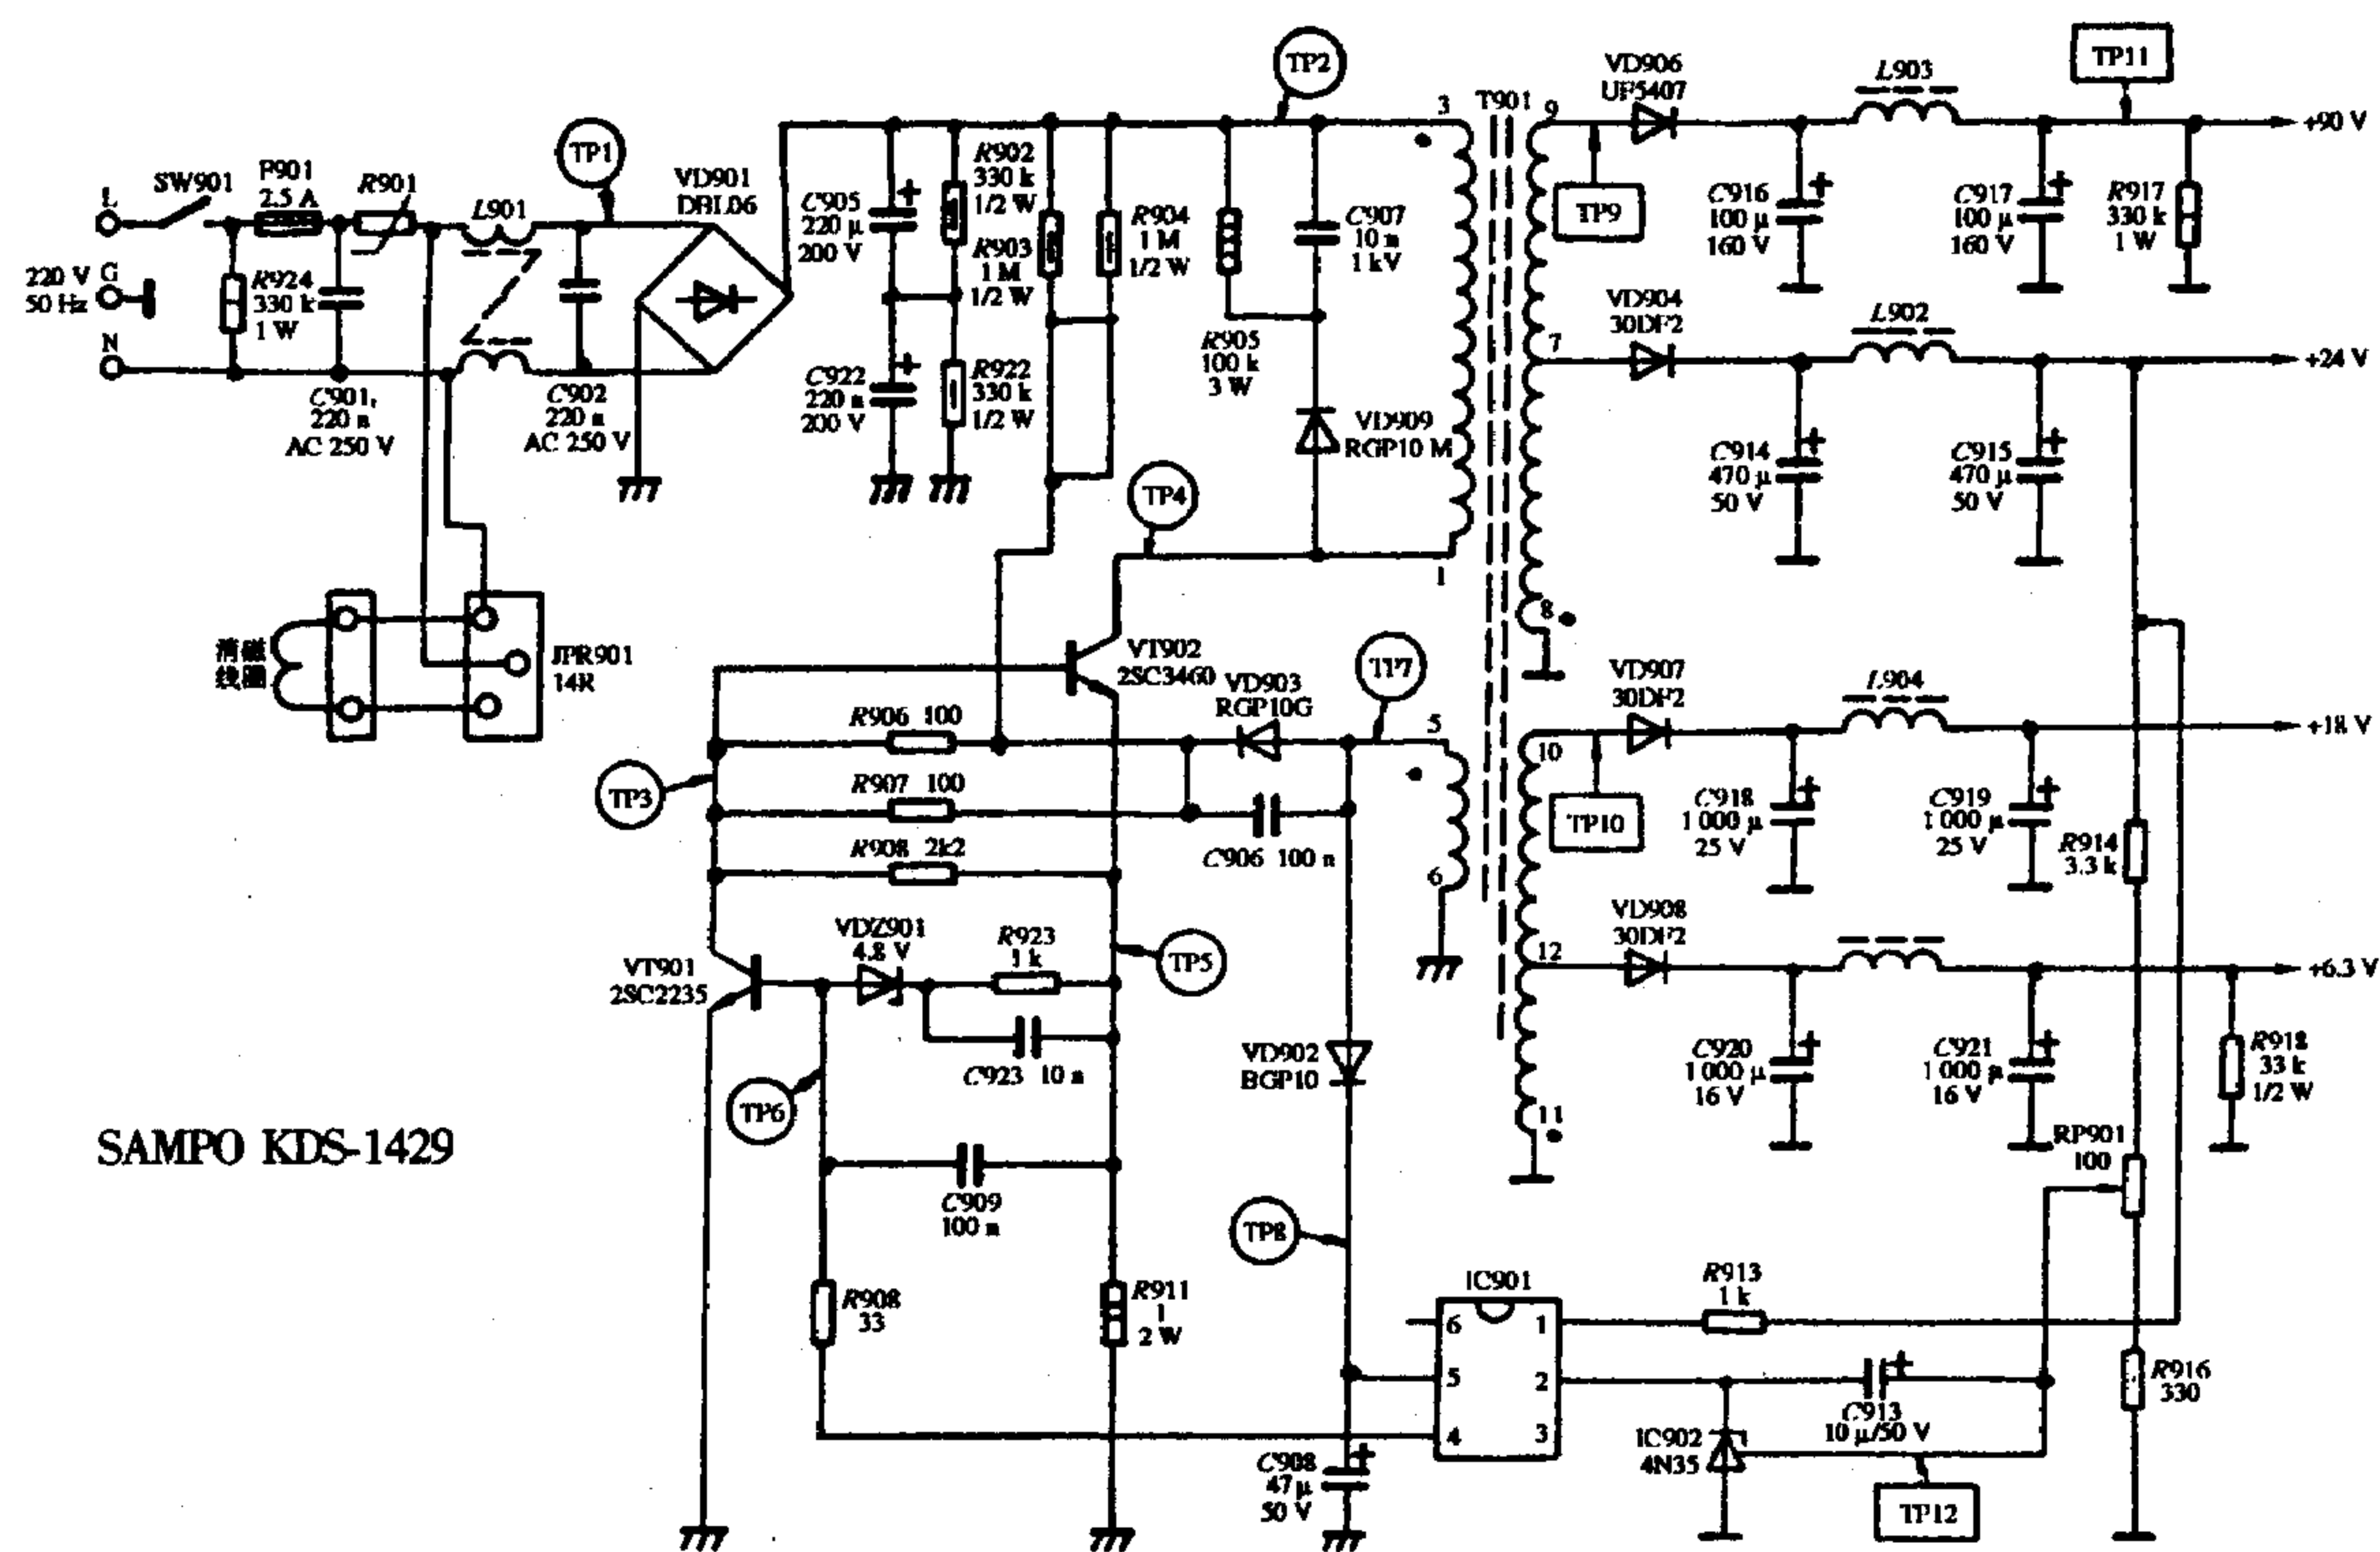 TP2
TP11
VD906
UF5407
L903
3
T901
9
+90 V
TP1
SW901
F901
2.5 A
R901
L901
VD901
DBL06
C905
220 µ
200 V
R902
330 k
1/2 W
R903
1 M
1/2 W
R904
1 M
1/2 W
C907
10 n
1 kV
TP9
C916
100 µ
160 V
C917
100 µ
160 V
R917
330 k
1 W
L
220 V
50 Hz
G
N
R924
330 k
1 W
VD904
30DF2
L902
7
+24 V
C901,
220 n
AC 250 V
C902
220 n
AC 250 V
C922
220 n
200 V
R922
330 k
1/2 W
R905
100 k
3 W
VD909
RGP10 M
C914
470 µ
50 V
C915
470 µ
50 V
TP4
1
8
消磁
线圈
JPR901
14R
VT902
2SC3460
VD903
RGP10G
TP7
5
VD907
30DF2
L904
10
+18 V
R906 100
TP3
R907 100
C906 100 n
R908 2k2
6
TP10
C918
1 000 µ
25 V
C919
1 000 µ
25 V
R914
3.3 k
VT901
2SC2235
VDZ901
4.8 V
R923
1 k
TP5
VD908
30DF2
12
+6.3 V
C923 10 n
TP6
VD902
BGP10
C920
1 000 µ
16 V
C921
1 000 µ
16 V
R918
33 k
1/2 W
11
SAMPO KDS-1429
RP901
100
C909
100 n
TP8
R908
33
R911
1
2 W
IC901
6
5
4
1
2
3
R913
1 k
C913
10 µ/50 V
R916
330
C908
47 µ
50 V
IC902
4N35
TP12